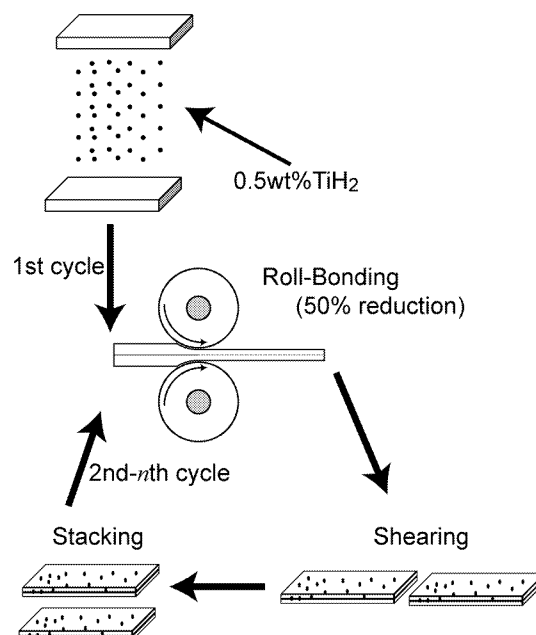 0.5wt%TiH2
1st cycle
Roll-Bonding
(50% reduction)
2nd-nth cycle
Stacking
Shearing